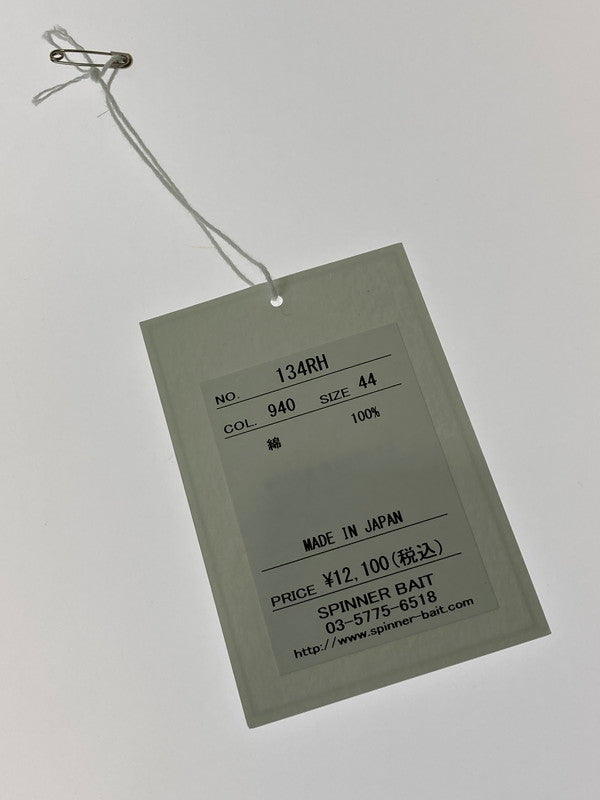 NO. 134RH
COL. 940 SIZE 44
綿 100%
MADE IN JAPAN
PRICE ¥12,100(税込)
SPINNER BAIT
03-5775-6518
http://www.spinner-bait.com